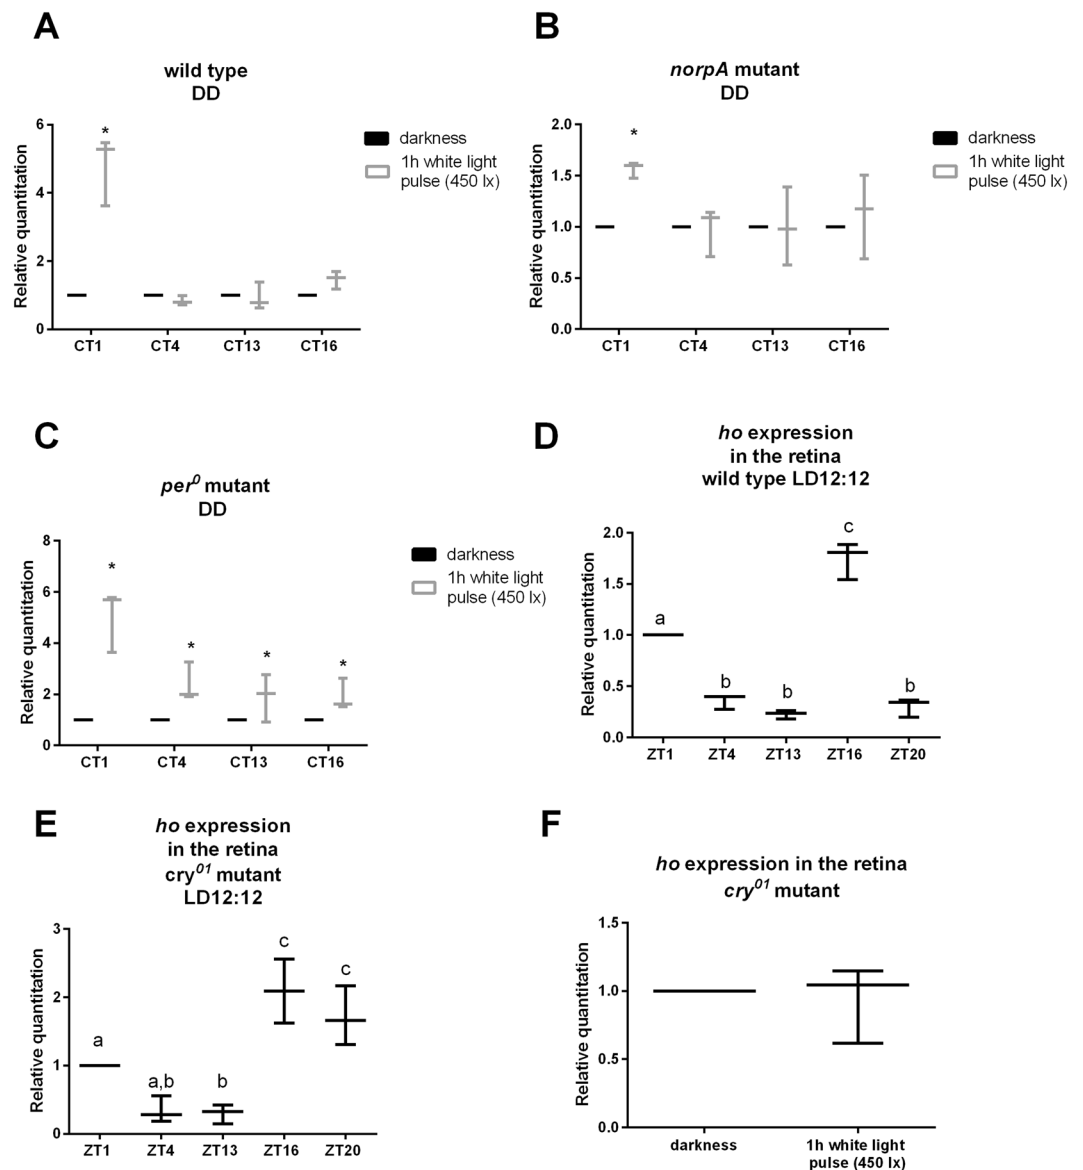 A
wild type
DD
Relative quantitation
6
4
2
0
*
CT1
CT4
CT13
CT16
darkness
1h white light
pulse (450 lx)
B
norpA mutant
DD
Relative quantitation
2.0
1.5
1.0
0.5
0.0
*
CT1
CT4
CT13
CT16
darkness
1h white light
pulse (450 lx)
C
per⁰ mutant
DD
Relative quantitation
8
6
4
2
0
*
*
*
*
CT1
CT4
CT13
CT16
darkness
1h white light
pulse (450 lx)
D
ho expression
in the retina
wild type LD12:12
Relative quantitation
2.0
1.5
1.0
0.5
0.0
a
b
b
c
b
ZT1
ZT4
ZT13
ZT16
ZT20
E
ho expression
in the retina
cry⁰¹ mutant
LD12:12
Relative quantitation
3
2
1
0
a
a,b
b
c
c
ZT1
ZT4
ZT13
ZT16
ZT20
F
ho expression in the retina
cry⁰¹ mutant
Relative quantitation
1.5
1.0
0.5
0.0
darkness
1h white light
pulse (450 lx)